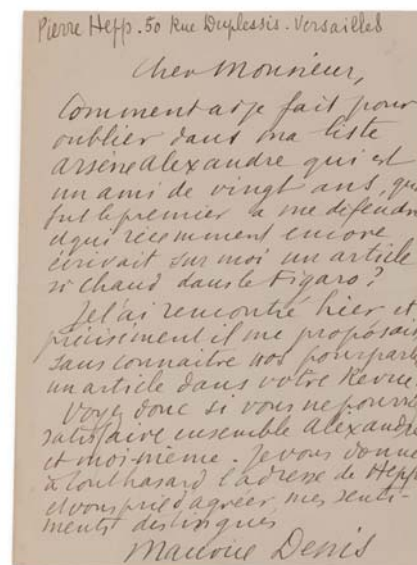 Pierre Hepp. 50 Rue Duplessis. Versailles
Cher Monsieur,
Comment ai je fait pour
oublier dans ma liste
arsène Alexandre qui est
un ami de vingt ans, qui
fut le premier a me défendre
et qui récemment encore
écrivait sur moi un article
si chaud dans le Figaro?
Je l'ai rencontré hier et
précisément il me proposait
sans connaitre nos pourparle
un article dans votre Revue.
Voyez donc si vous ne pourrie
satisfaire ensemble Alexandre
et moi-même. Je vous donne
à tout hasard l'adresse de Hepp
et vous prie d'agréer, mes senti-
ments distingués
Maurice Denis